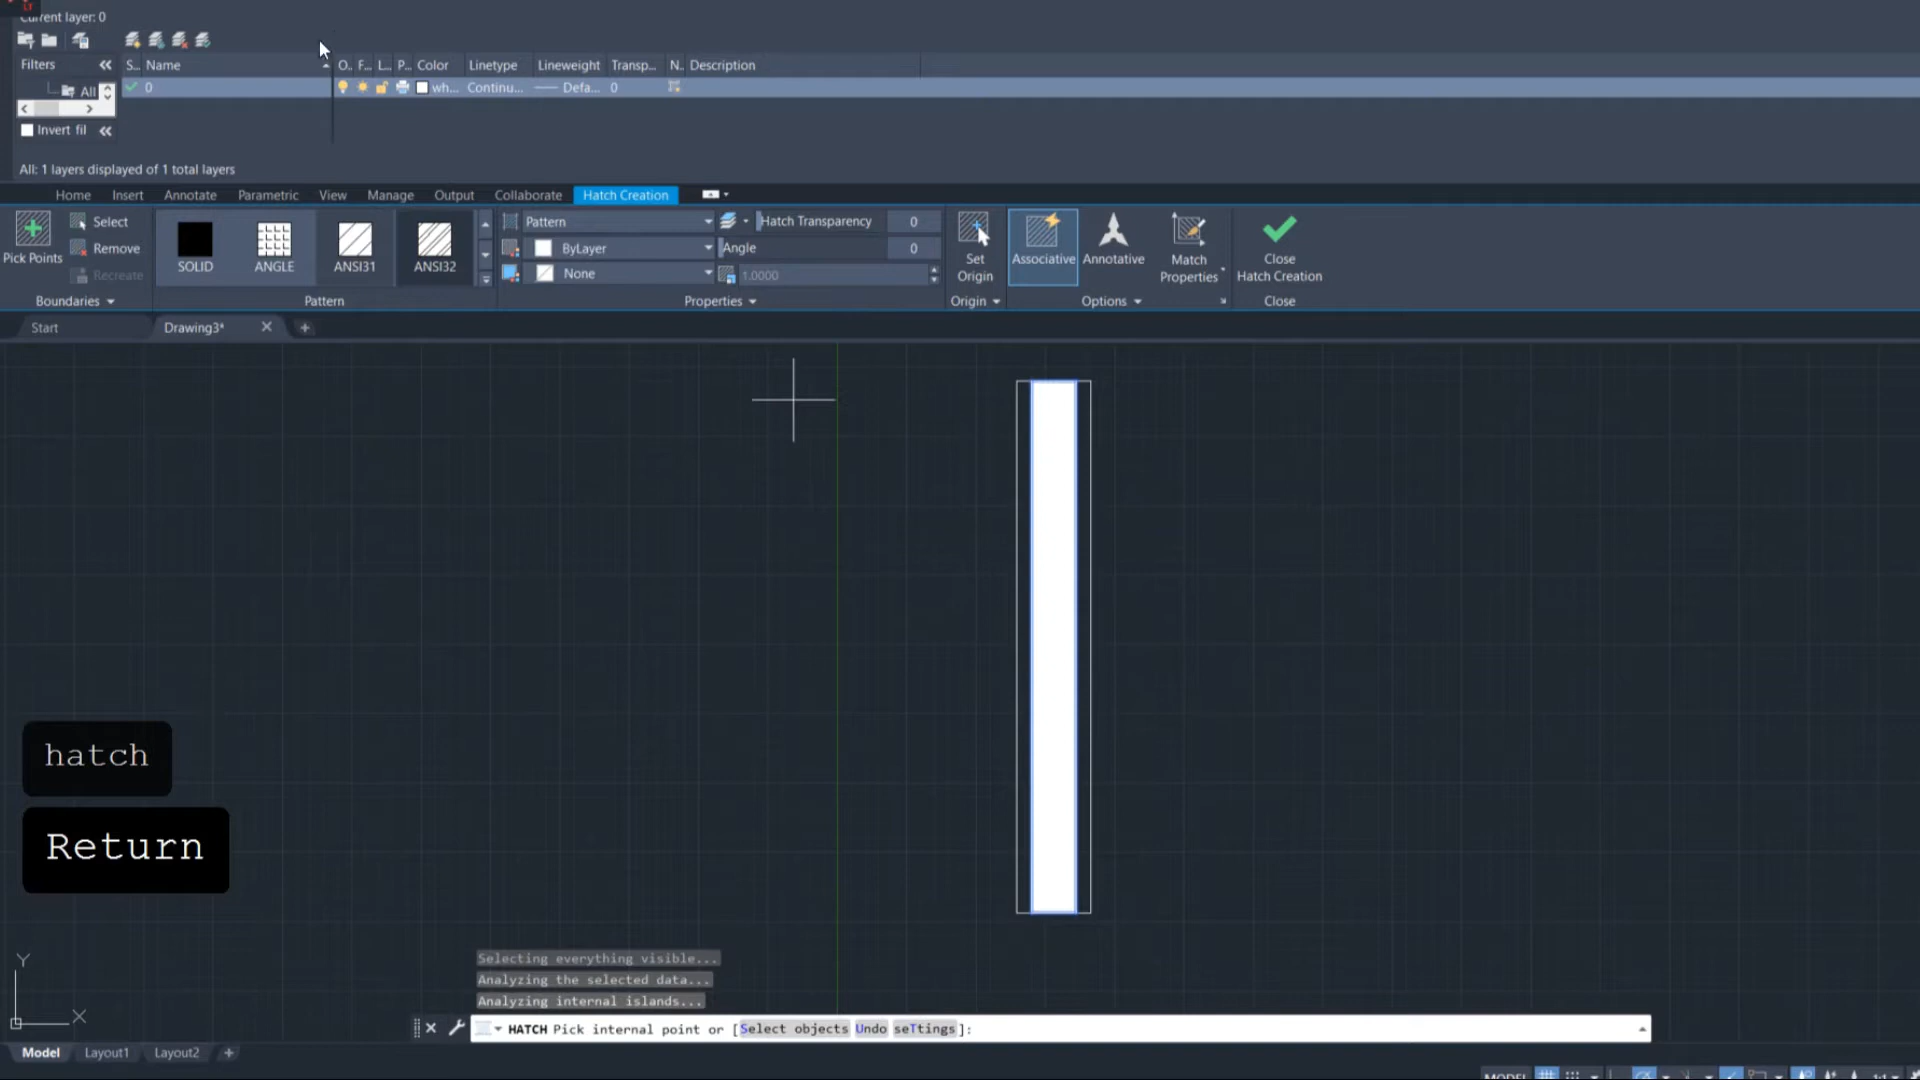 Current layer: 0
Filters
S.. Name O.. F... L... P... Color Linetype Lineweight Transp... N.. Description
All
0 wh... Continu... Defa... 0
Invert fil
All: 1 layers displayed of 1 total layers
Home Insert Annotate Parametric View Manage Output Collaborate Hatch Creation
Pick Points
Select
Remove
Recreate
SOLID
ANGLE
ANSI31
ANSI32
Pattern
ByLayer
None
Hatch Transparency 0
Angle 0
1.0000
Set
Origin
Associative
Annotative
Match
Properties
Close
Hatch Creation
Boundaries
Pattern
Properties
Origin
Options
Close
Start
Drawing3*
hatch
Return
Y
X
Selecting everything visible...
Analyzing the selected data...
Analyzing internal islands...
HATCH Pick internal point or [Select objects Undo seTtings]:
Model Layout1 Layout2
MODEL
1:1